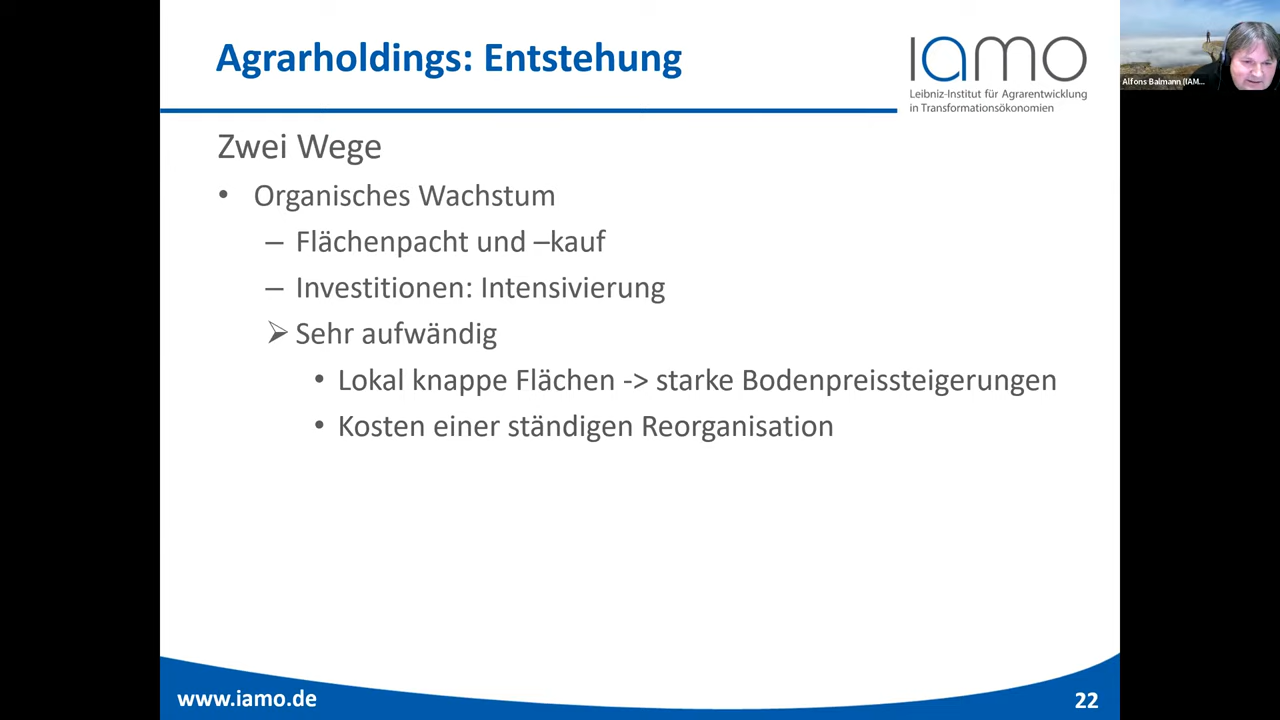 Agrarholdings: Entstehung
iamo
Leibniz-Institut für Agrarentwicklung
in Transformationsökonomien
Alfons Balmann (IAM...
Zwei Wege
• Organisches Wachstum
– Flächenpacht und –kauf
– Investitionen: Intensivierung
➢ Sehr aufwändig
• Lokal knappe Flächen -> starke Bodenpreissteigerungen
• Kosten einer ständigen Reorganisation
www.iamo.de
22